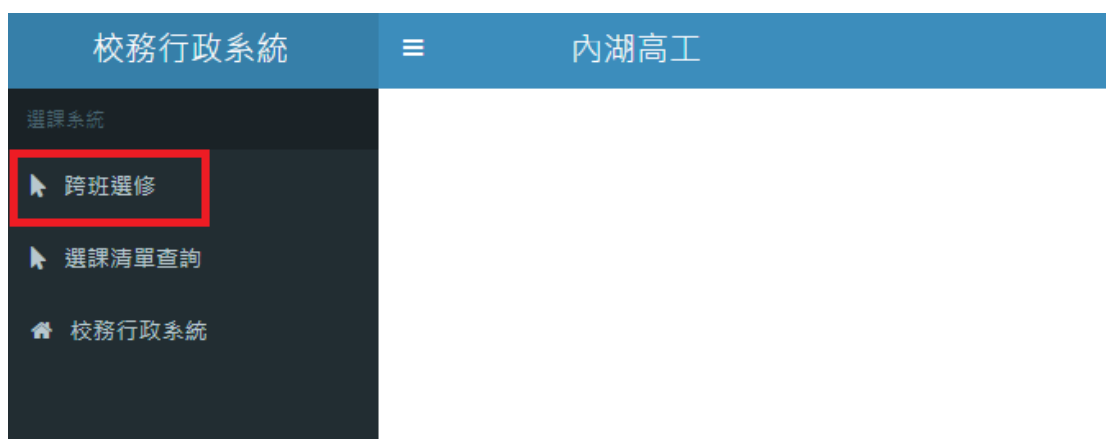 校務行政系統
內湖高工
選課系統
跨班選修
選課清單查詢
校務行政系統